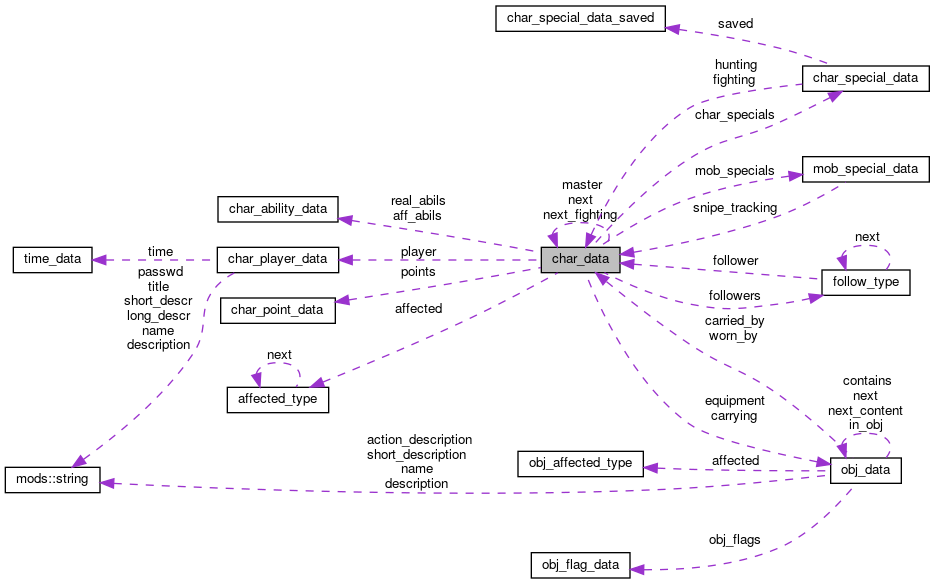 char_special_data_saved
saved
char_special_data
hunting
fighting
char_specials
mob_special_data
mob_specials
snipe_tracking
master
next
next_fighting
real_abils
aff_abils
char_ability_data
time_data
time
char_player_data
player
char_data
follower
next
follow_type
passwd
title
short_descr
long_descr
name
description
points
char_point_data
affected
followers
carried_by
worn_by
next
affected_type
equipment
carrying
contains
next
next_content
in_obj
action_description
short_description
name
description
mods::string
obj_affected_type
affected
obj_data
obj_flags
obj_flag_data